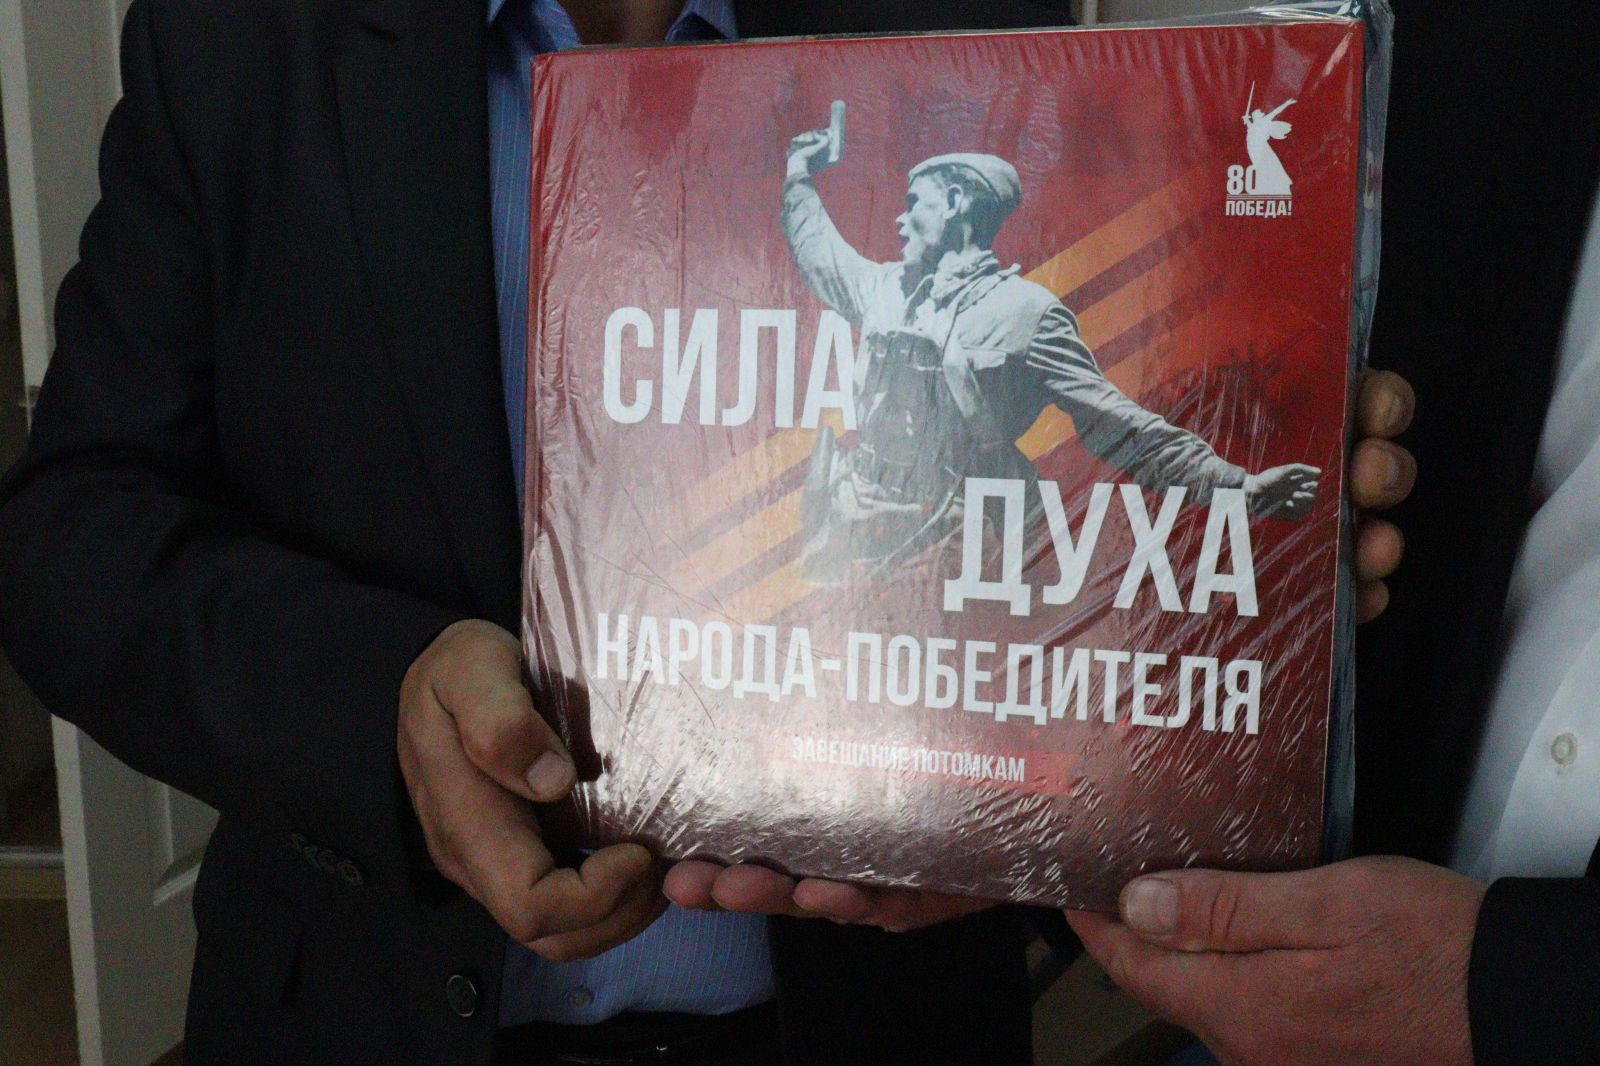 80
ПОБЕДА!
СИЛА
ДУХА
НАРОДА-ПОБЕДИТЕЛЯ
ЗАВЕЩАНИЕ ПОТОМКАМ